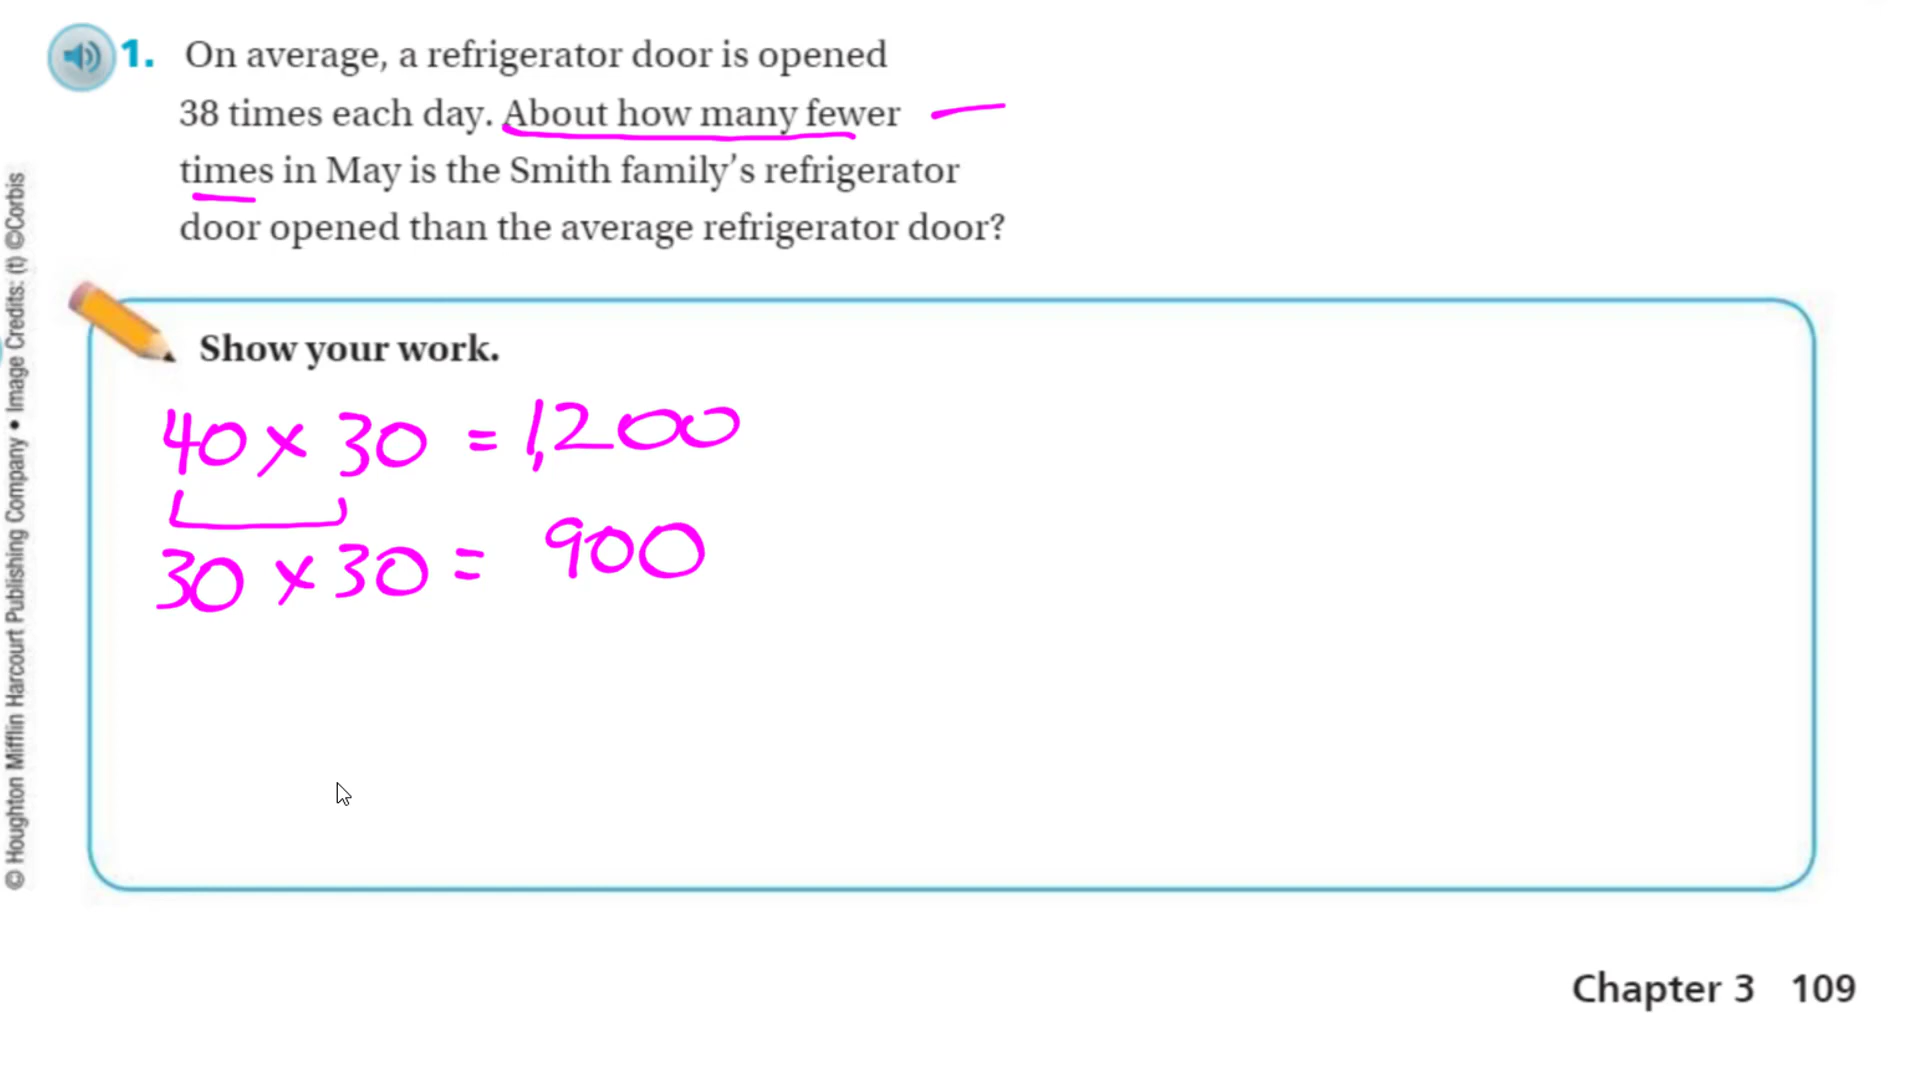 1. On average, a refrigerator door is opened
38 times each day. About how many fewer
times in May is the Smith family’s refrigerator
door opened than the average refrigerator door?
Show your work.
40 x 30 = 1,200
30 x 30 = 900
© Houghton Mifflin Harcourt Publishing Company • Image Credits: (t) ©Corbis
Chapter 3 109